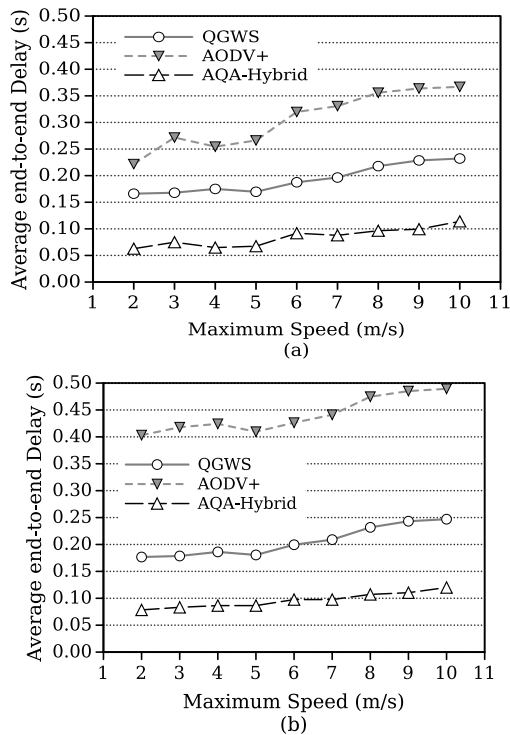 Average end-to-end Delay (s)
0.50
0.45
0.40
0.35
0.30
0.25
0.20
0.15
0.10
0.05
0.00
QGWS
AODV+
AQA-Hybrid
1 2 3 4 5 6 7 8 9 10 11
Maximum Speed (m/s)
(a)
Average end-to-end Delay (s)
0.50
0.45
0.40
0.35
0.30
0.25
0.20
0.15
0.10
0.05
0.00
QGWS
AODV+
AQA-Hybrid
1 2 3 4 5 6 7 8 9 10 11
Maximum Speed (m/s)
(b)